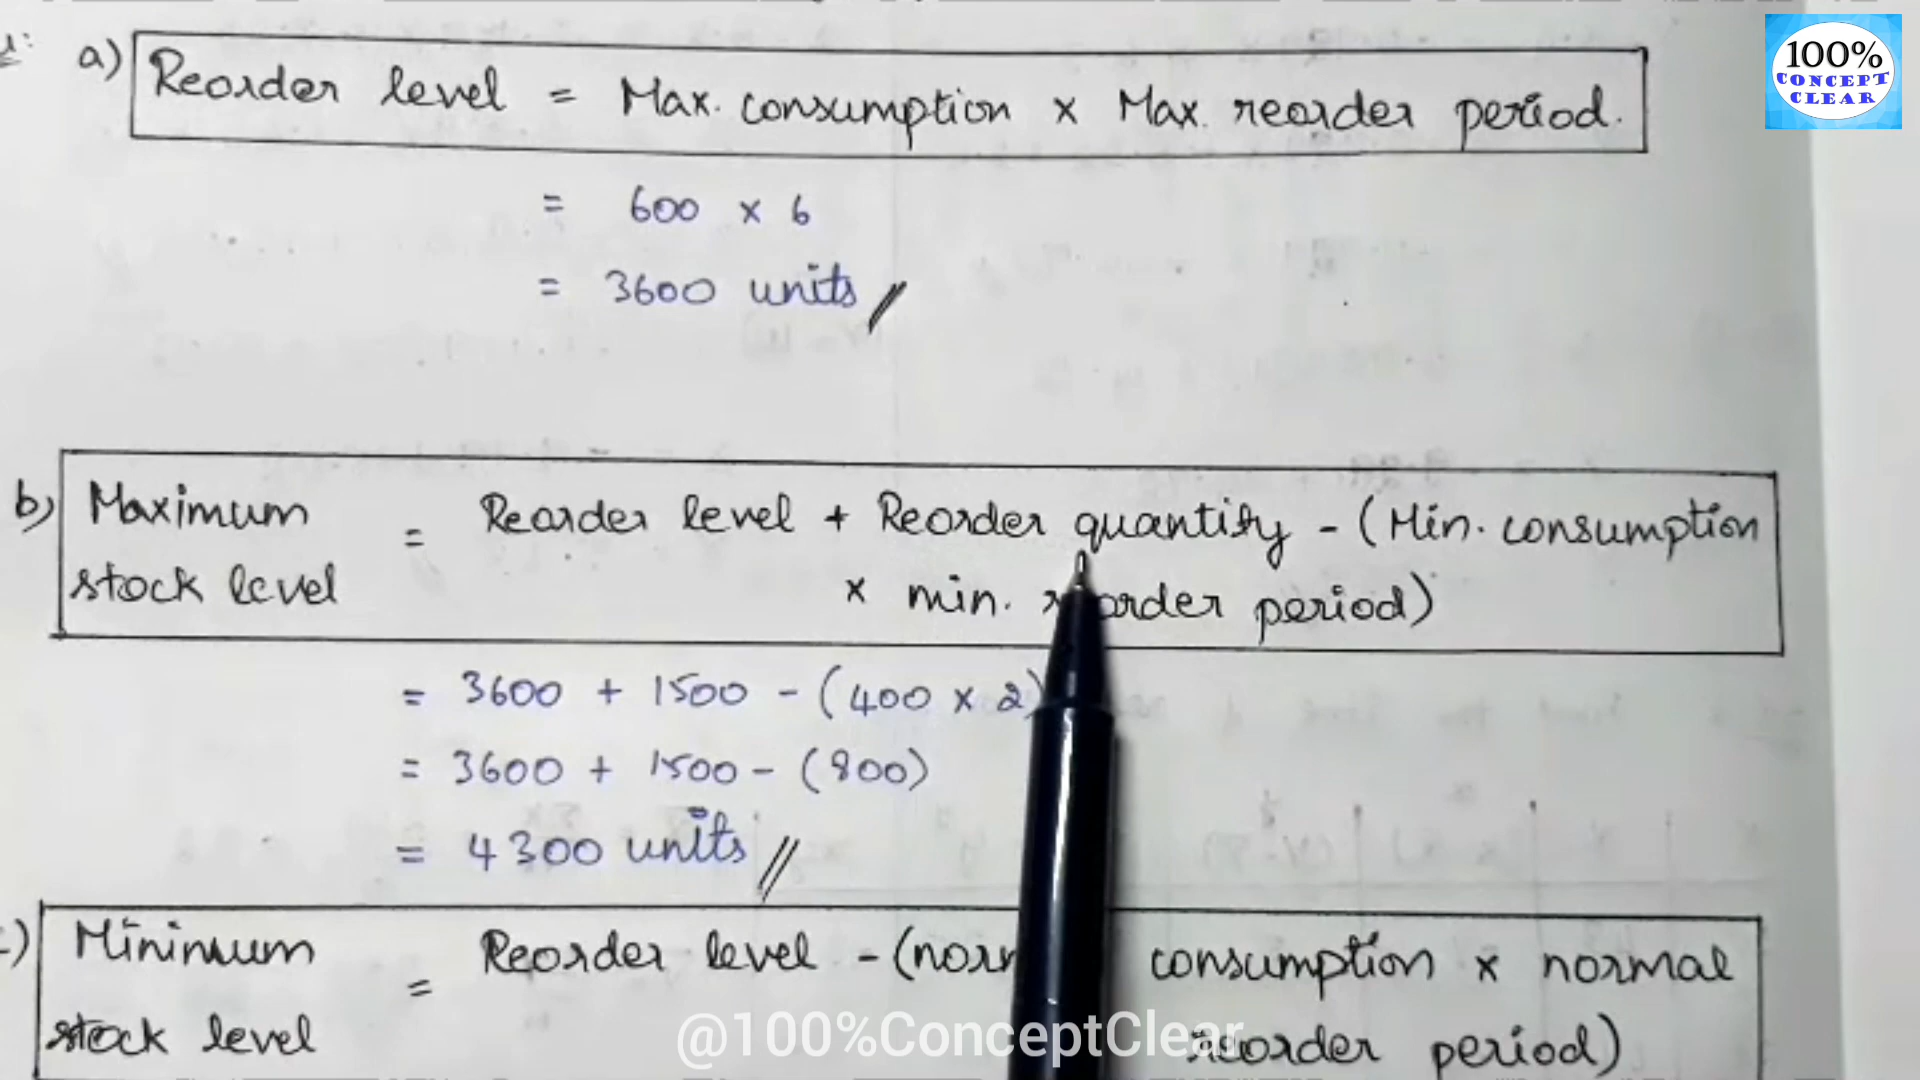 a) Reorder level = Max. consumption x Max. reorder period.
= 600 x 6
= 3600 units
b) Maximum stock level = Reorder level + Reorder quantity - (Min. consumption
x min. reorder period)
= 3600 + 1500 - (400 x 2)
= 3600 + 1500 - (800)
= 4300 units
Minimum stock level = Reorder level - ( consumption x normal
reorder period)
100%
CONCEPT
CLEAR
@100%ConceptClear